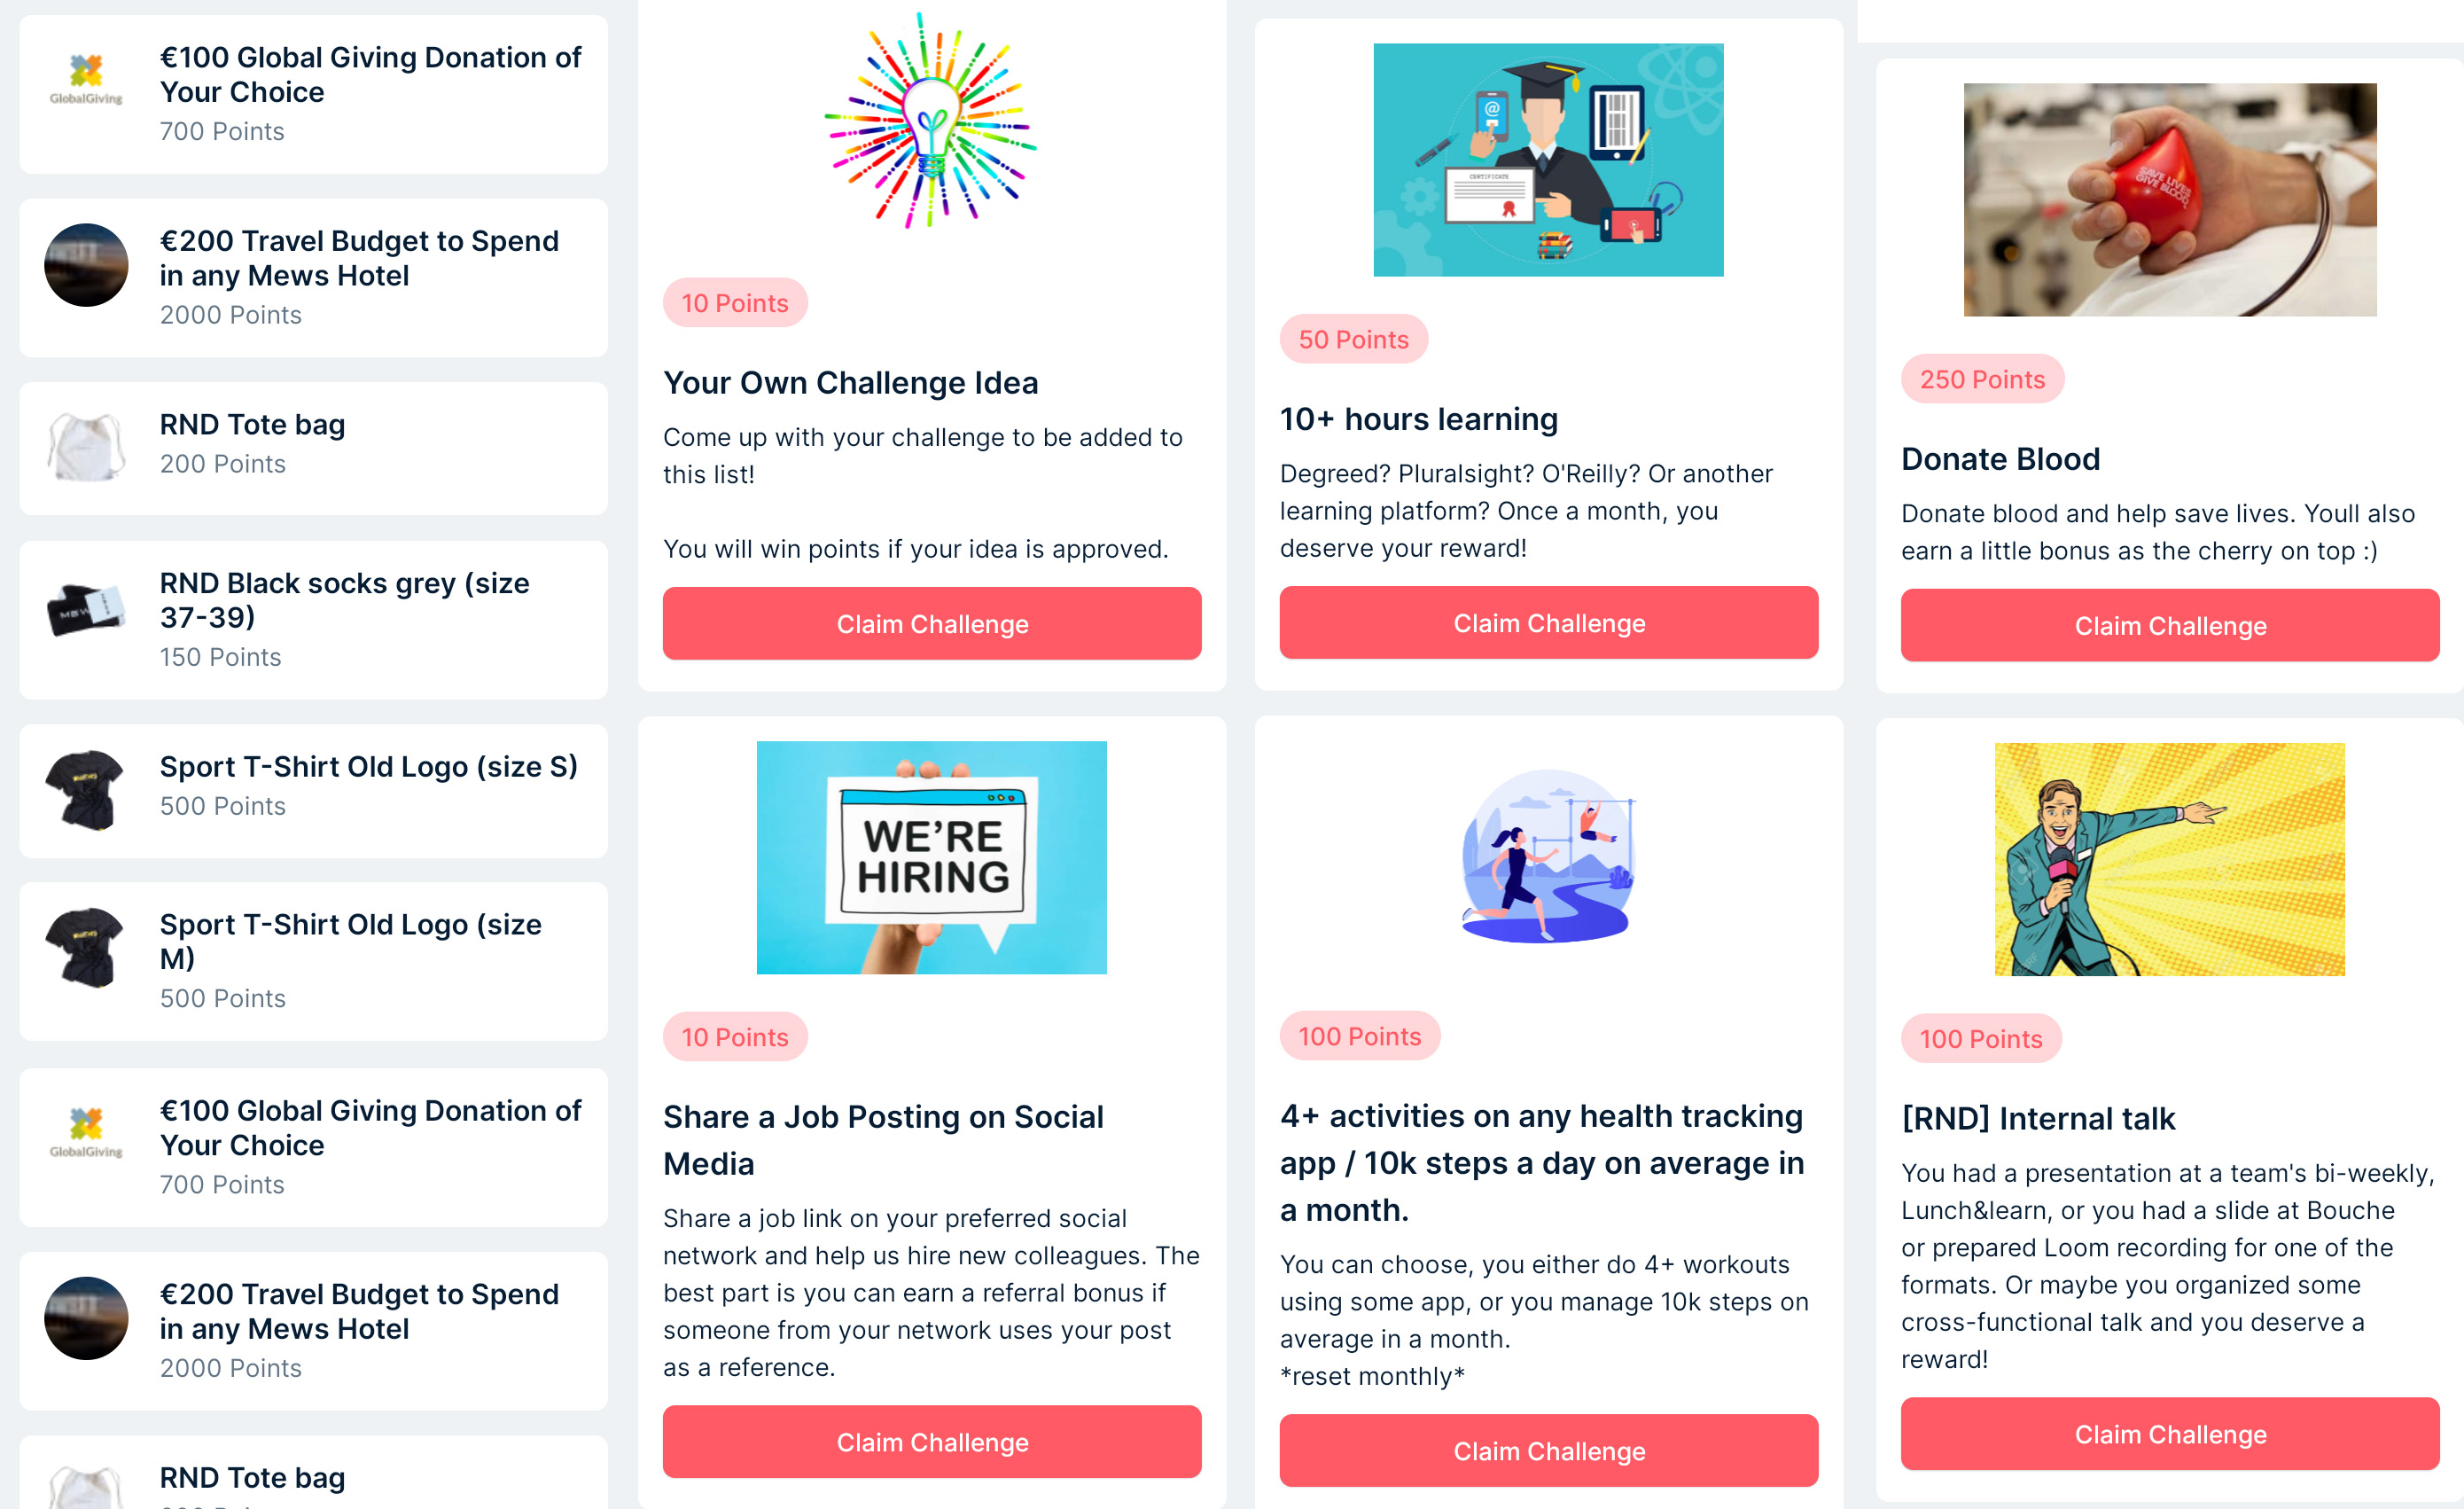 GlobalGiving
€100 Global Giving Donation of
Your Choice
700 Points
€200 Travel Budget to Spend
in any Mews Hotel
2000 Points
RND Tote bag
200 Points
MEW
RND Black socks grey (size
37-39)
150 Points
Sport T-Shirt Old Logo (size S)
500 Points
Sport T-Shirt Old Logo (size
M)
500 Points
GlobalGiving
€100 Global Giving Donation of
Your Choice
700 Points
€200 Travel Budget to Spend
in any Mews Hotel
2000 Points
RND Tote bag
10 Points
Your Own Challenge Idea
Come up with your challenge to be added to
this list!
You will win points if your idea is approved.
Claim Challenge
WE'RE
HIRING
10 Points
Share a Job Posting on Social
Media
Share a job link on your preferred social
network and help us hire new colleagues. The
best part is you can earn a referral bonus if
someone from your network uses your post
as a reference.
Claim Challenge
@
CERTIFICATE
50 Points
10+ hours learning
Degreed? Pluralsight? O'Reilly? Or another
learning platform? Once a month, you
deserve your reward!
Claim Challenge
100 Points
4+ activities on any health tracking
app / 10k steps a day on average in
a month.
You can choose, you either do 4+ workouts
using some app, or you manage 10k steps on
average in a month.
*reset monthly*
Claim Challenge
SAVE LIVES
GIVE BLOOD
250 Points
Donate Blood
Donate blood and help save lives. Youll also
earn a little bonus as the cherry on top :)
Claim Challenge
100 Points
[RND] Internal talk
You had a presentation at a team's bi-weekly,
Lunch&learn, or you had a slide at Bouche
or prepared Loom recording for one of the
formats. Or maybe you organized some
cross-functional talk and you deserve a
reward!
Claim Challenge